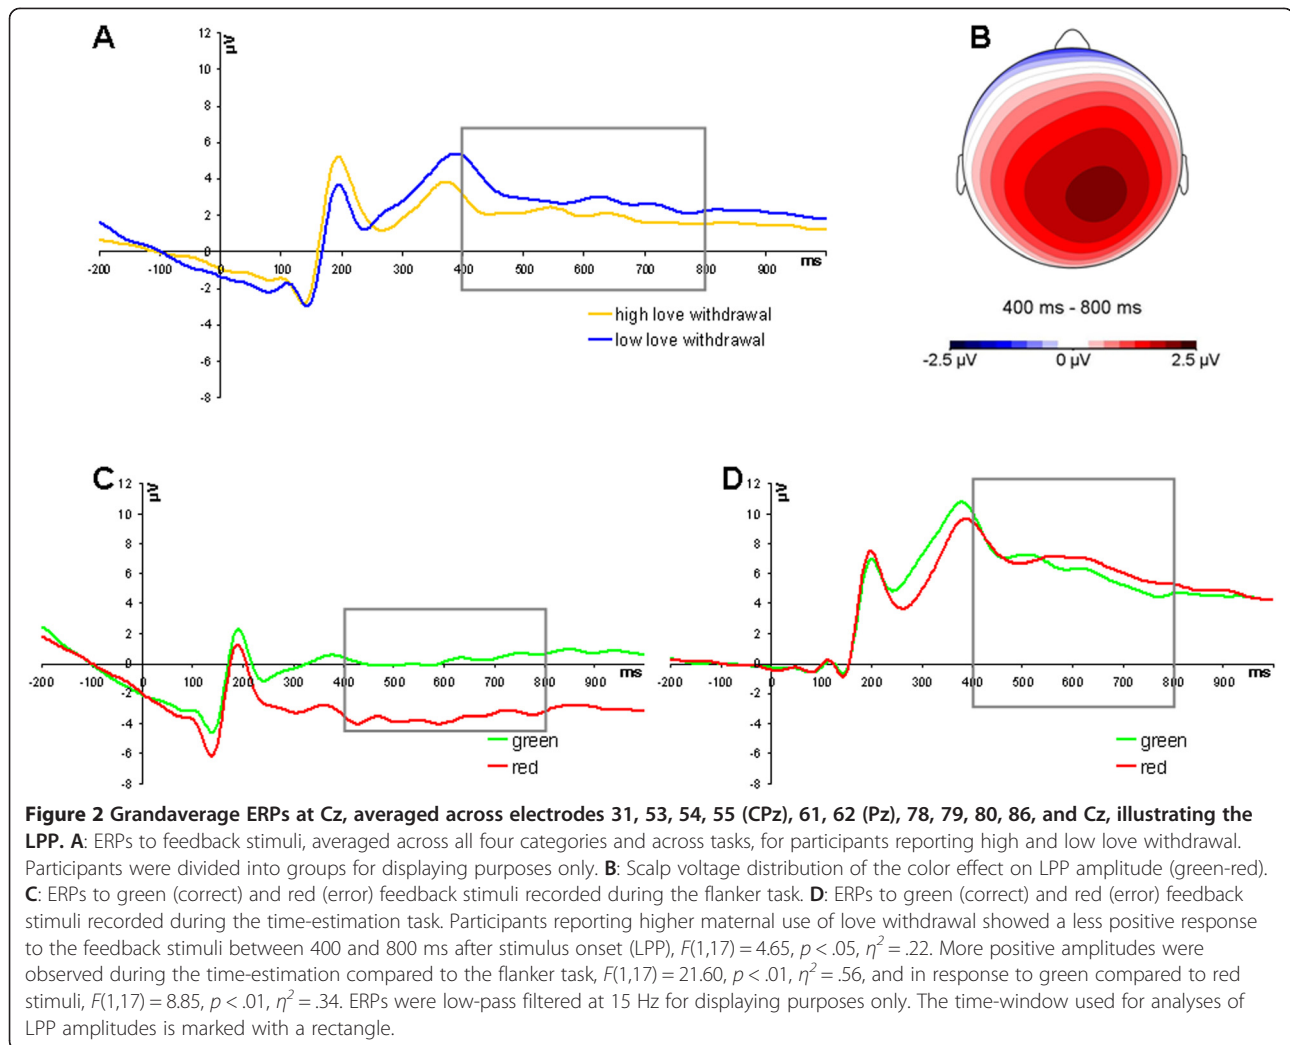 A
µV
12
10
8
6
4
2
0
-2
-4
-6
-8
-200 -100 0 100 200 300 400 500 600 700 800 900 ms
high love withdrawal
low love withdrawal
B
400 ms - 800 ms
-2.5 µV 0 µV 2.5 µV
C
µV
12
10
8
6
4
2
0
-2
-4
-6
-8
-200 -100 0 100 200 300 400 500 600 700 800 900 ms
green
red
D
µV
12
10
8
6
4
2
0
-2
-4
-6
-8
-200 -100 0 100 200 300 400 500 600 700 800 900 ms
green
red
Figure 2 Grandaverage ERPs at Cz, averaged across electrodes 31, 53, 54, 55 (CPz), 61, 62 (Pz), 78, 79, 80, 86, and Cz, illustrating the
LPP. A: ERPs to feedback stimuli, averaged across all four categories and across tasks, for participants reporting high and low love withdrawal.
Participants were divided into groups for displaying purposes only. B: Scalp voltage distribution of the color effect on LPP amplitude (green-red).
C: ERPs to green (correct) and red (error) feedback stimuli recorded during the flanker task. D: ERPs to green (correct) and red (error) feedback
stimuli recorded during the time-estimation task. Participants reporting higher maternal use of love withdrawal showed a less positive response
to the feedback stimuli between 400 and 800 ms after stimulus onset (LPP), F(1,17) = 4.65, p < .05, η² = .22. More positive amplitudes were
observed during the time-estimation compared to the flanker task, F(1,17) = 21.60, p < .01, η² = .56, and in response to green compared to red
stimuli, F(1,17) = 8.85, p < .01, η² = .34. ERPs were low-pass filtered at 15 Hz for displaying purposes only. The time-window used for analyses of
LPP amplitudes is marked with a rectangle.